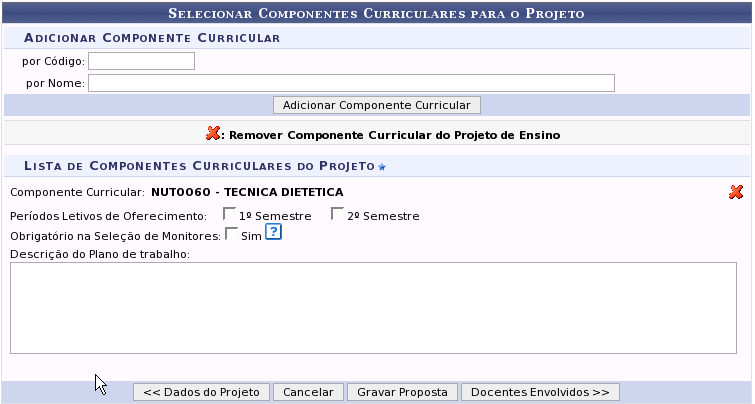 Selecionar Componentes Curriculares para o Projeto
Adicionar Componente Curricular
por Código:
por Nome:
Adicionar Componente Curricular
: Remover Componente Curricular do Projeto de Ensino
Lista de Componentes Curriculares do Projeto
Componente Curricular: NUT0060 - TECNICA DIETETICA
Períodos Letivos de Oferecimento: 1º Semestre 2º Semestre
Obrigatório na Seleção de Monitores: Sim ?
Descrição do Plano de trabalho:
<< Dados do Projeto Cancelar Gravar Proposta Docentes Envolvidos >>